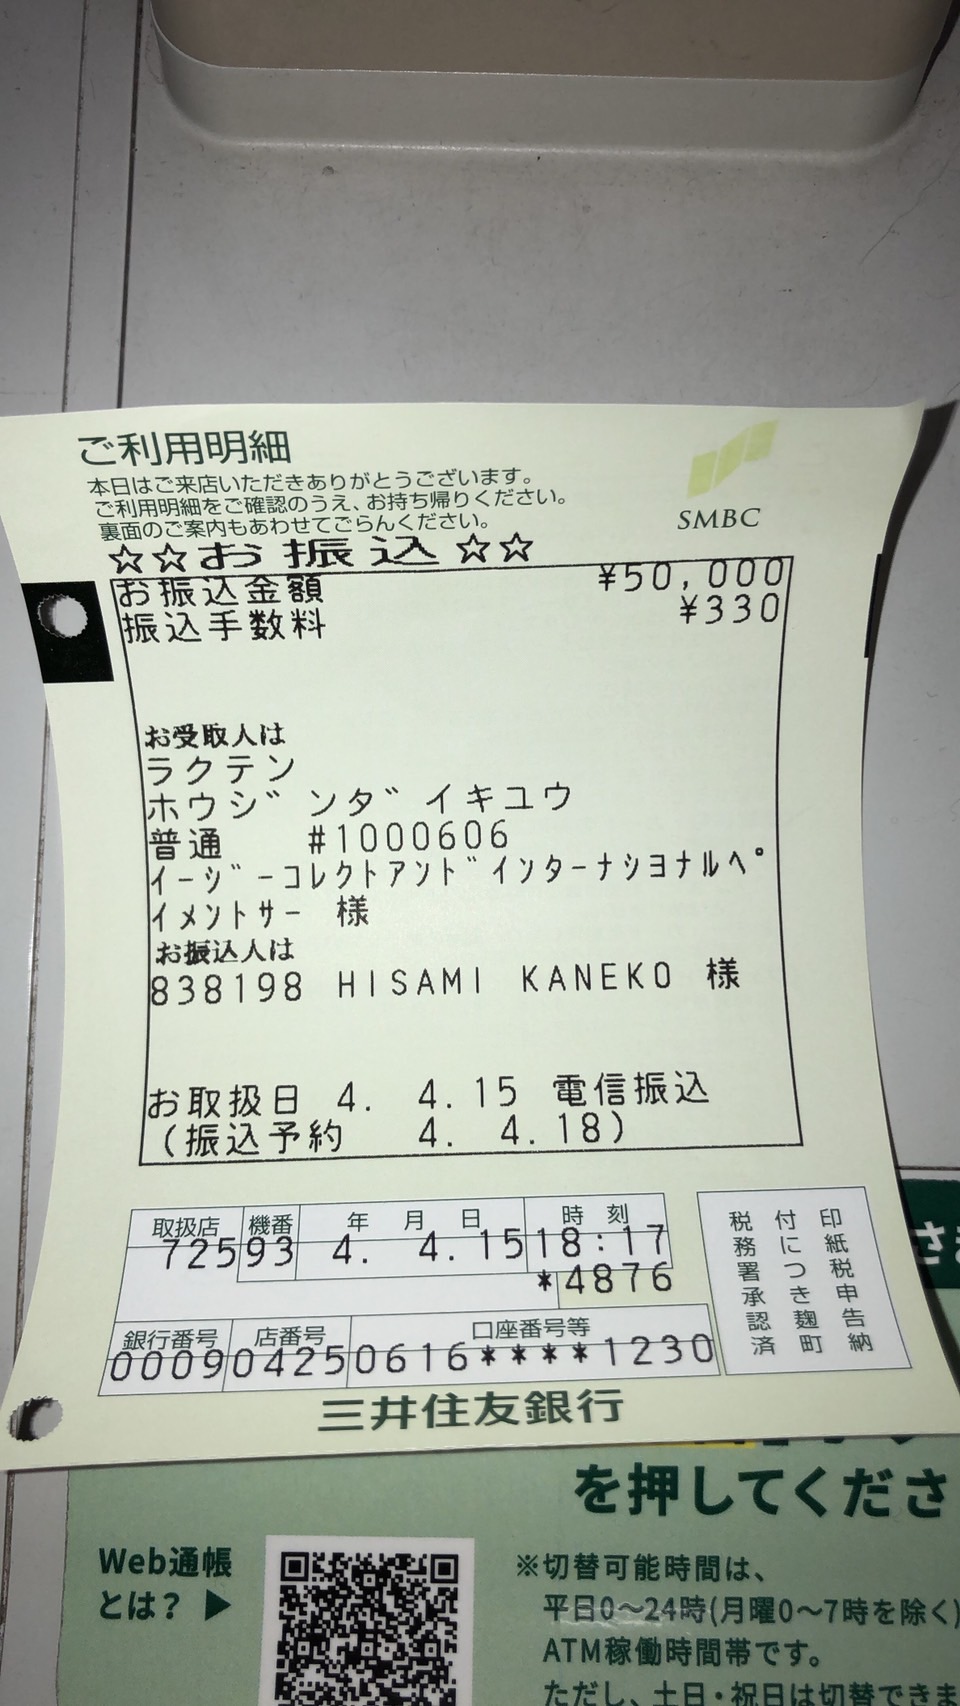 ご利用明細
本日はご来店いただきありがとうございます。
ご利用明細をご確認のうえ、お持ち帰りください。
裏面のご案内もあわせてごらんください。
SMBC
☆☆お振込☆☆
お振込金額 ¥50,000
振込手数料 ¥330
お受取人は
ラクテン
ホウジンダイキユウ
普通 #1000606
イージーコレクトアンドインターナシヨナルペ
イメントサー 様
お振込人は
838198 HISAMI KANEKO 様
お取扱日 4. 4.15 電信振込
(振込予約 4. 4.18)
取扱店 機番 年 月 日 時 刻
725 93 4. 4.15 18:17
*4876
銀行番号 店番号 口座番号等
0009 0425 0616****1230
印紙税申告納
付につき麹町
税務署承認済
三井住友銀行
を押してくださ
Web通帳
とは? ▶
※切替可能時間は、
平日0〜24時(月曜0〜7時を除く)
ATM稼働時間帯です。
ただし、土日・祝日は切替できま